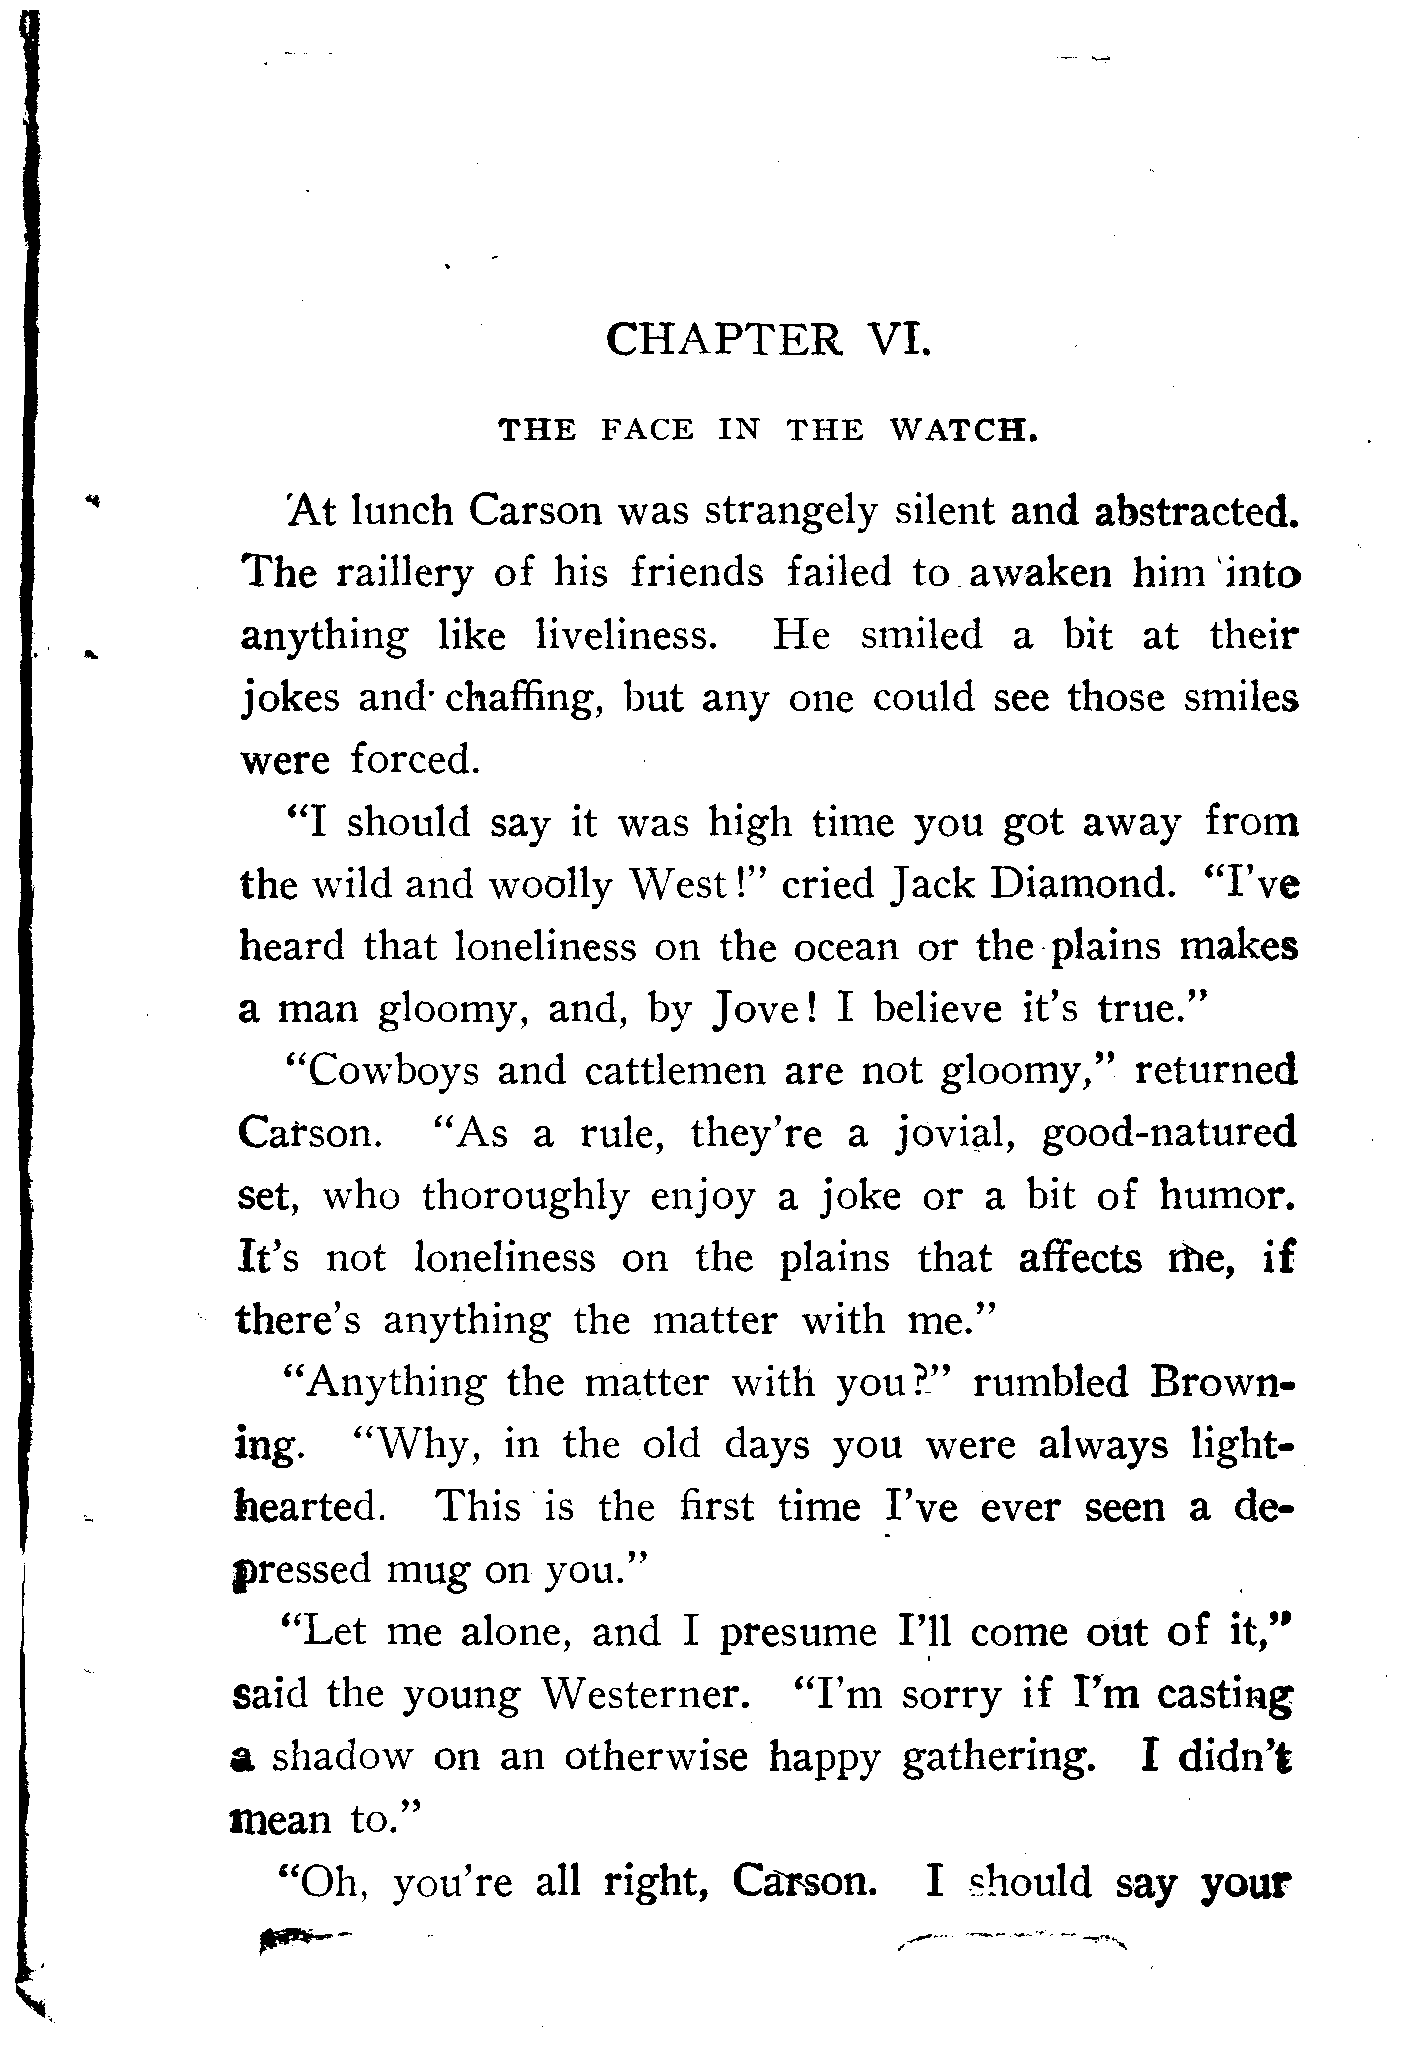 CHAPTER VI.
THE FACE IN THE WATCH.
At lunch Carson was strangely silent and abstracted.
The raillery of his friends failed to awaken him into
anything like liveliness. He smiled a bit at their
jokes and chaffing, but any one could see those smiles
were forced.
"I should say it was high time you got away from
the wild and woolly West!" cried Jack Diamond. "I've
heard that loneliness on the ocean or the plains makes
a man gloomy, and, by Jove! I believe it's true."
"Cowboys and cattlemen are not gloomy," returned
Carson. "As a rule, they're a jovial, good-natured
set, who thoroughly enjoy a joke or a bit of humor.
It's not loneliness on the plains that affects me, if
there's anything the matter with me."
"Anything the matter with you?" rumbled Brown-
ing. "Why, in the old days you were always light-
hearted. This is the first time I've ever seen a de-
pressed mug on you."
"Let me alone, and I presume I'll come out of it,"
said the young Westerner. "I'm sorry if I'm casting
a shadow on an otherwise happy gathering. I didn't
mean to."
"Oh, you're all right, Carson. I should say your